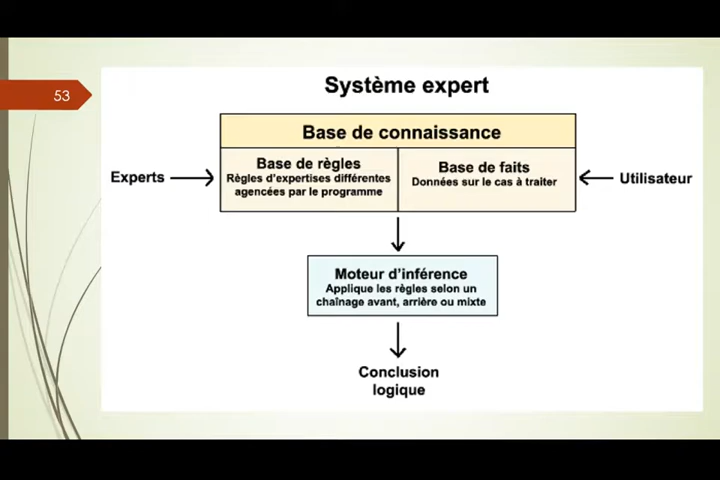 53
Système expert
Base de connaissance
Experts
Base de règles
Règles d'expertises différentes
agencées par le programme
Base de faits
Données sur le cas à traiter
Utilisateur
Moteur d'inférence
Applique les règles selon un
chaînage avant, arrière ou mixte
Conclusion
logique